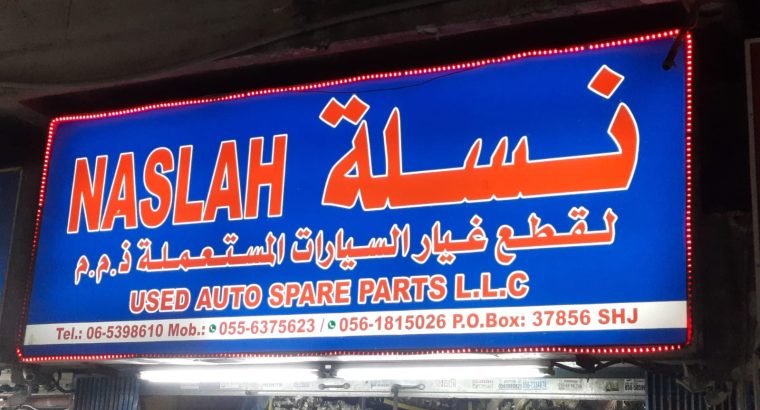 NASLAH نسلة
لقطع غيار السيارات المستعملة ذ.م.م
USED AUTO SPARE PARTS L.L.C
Tel.: 06-5398610 Mob.: 055-6375623 / 056-1815026 P.O.Box: 37856 SHJ